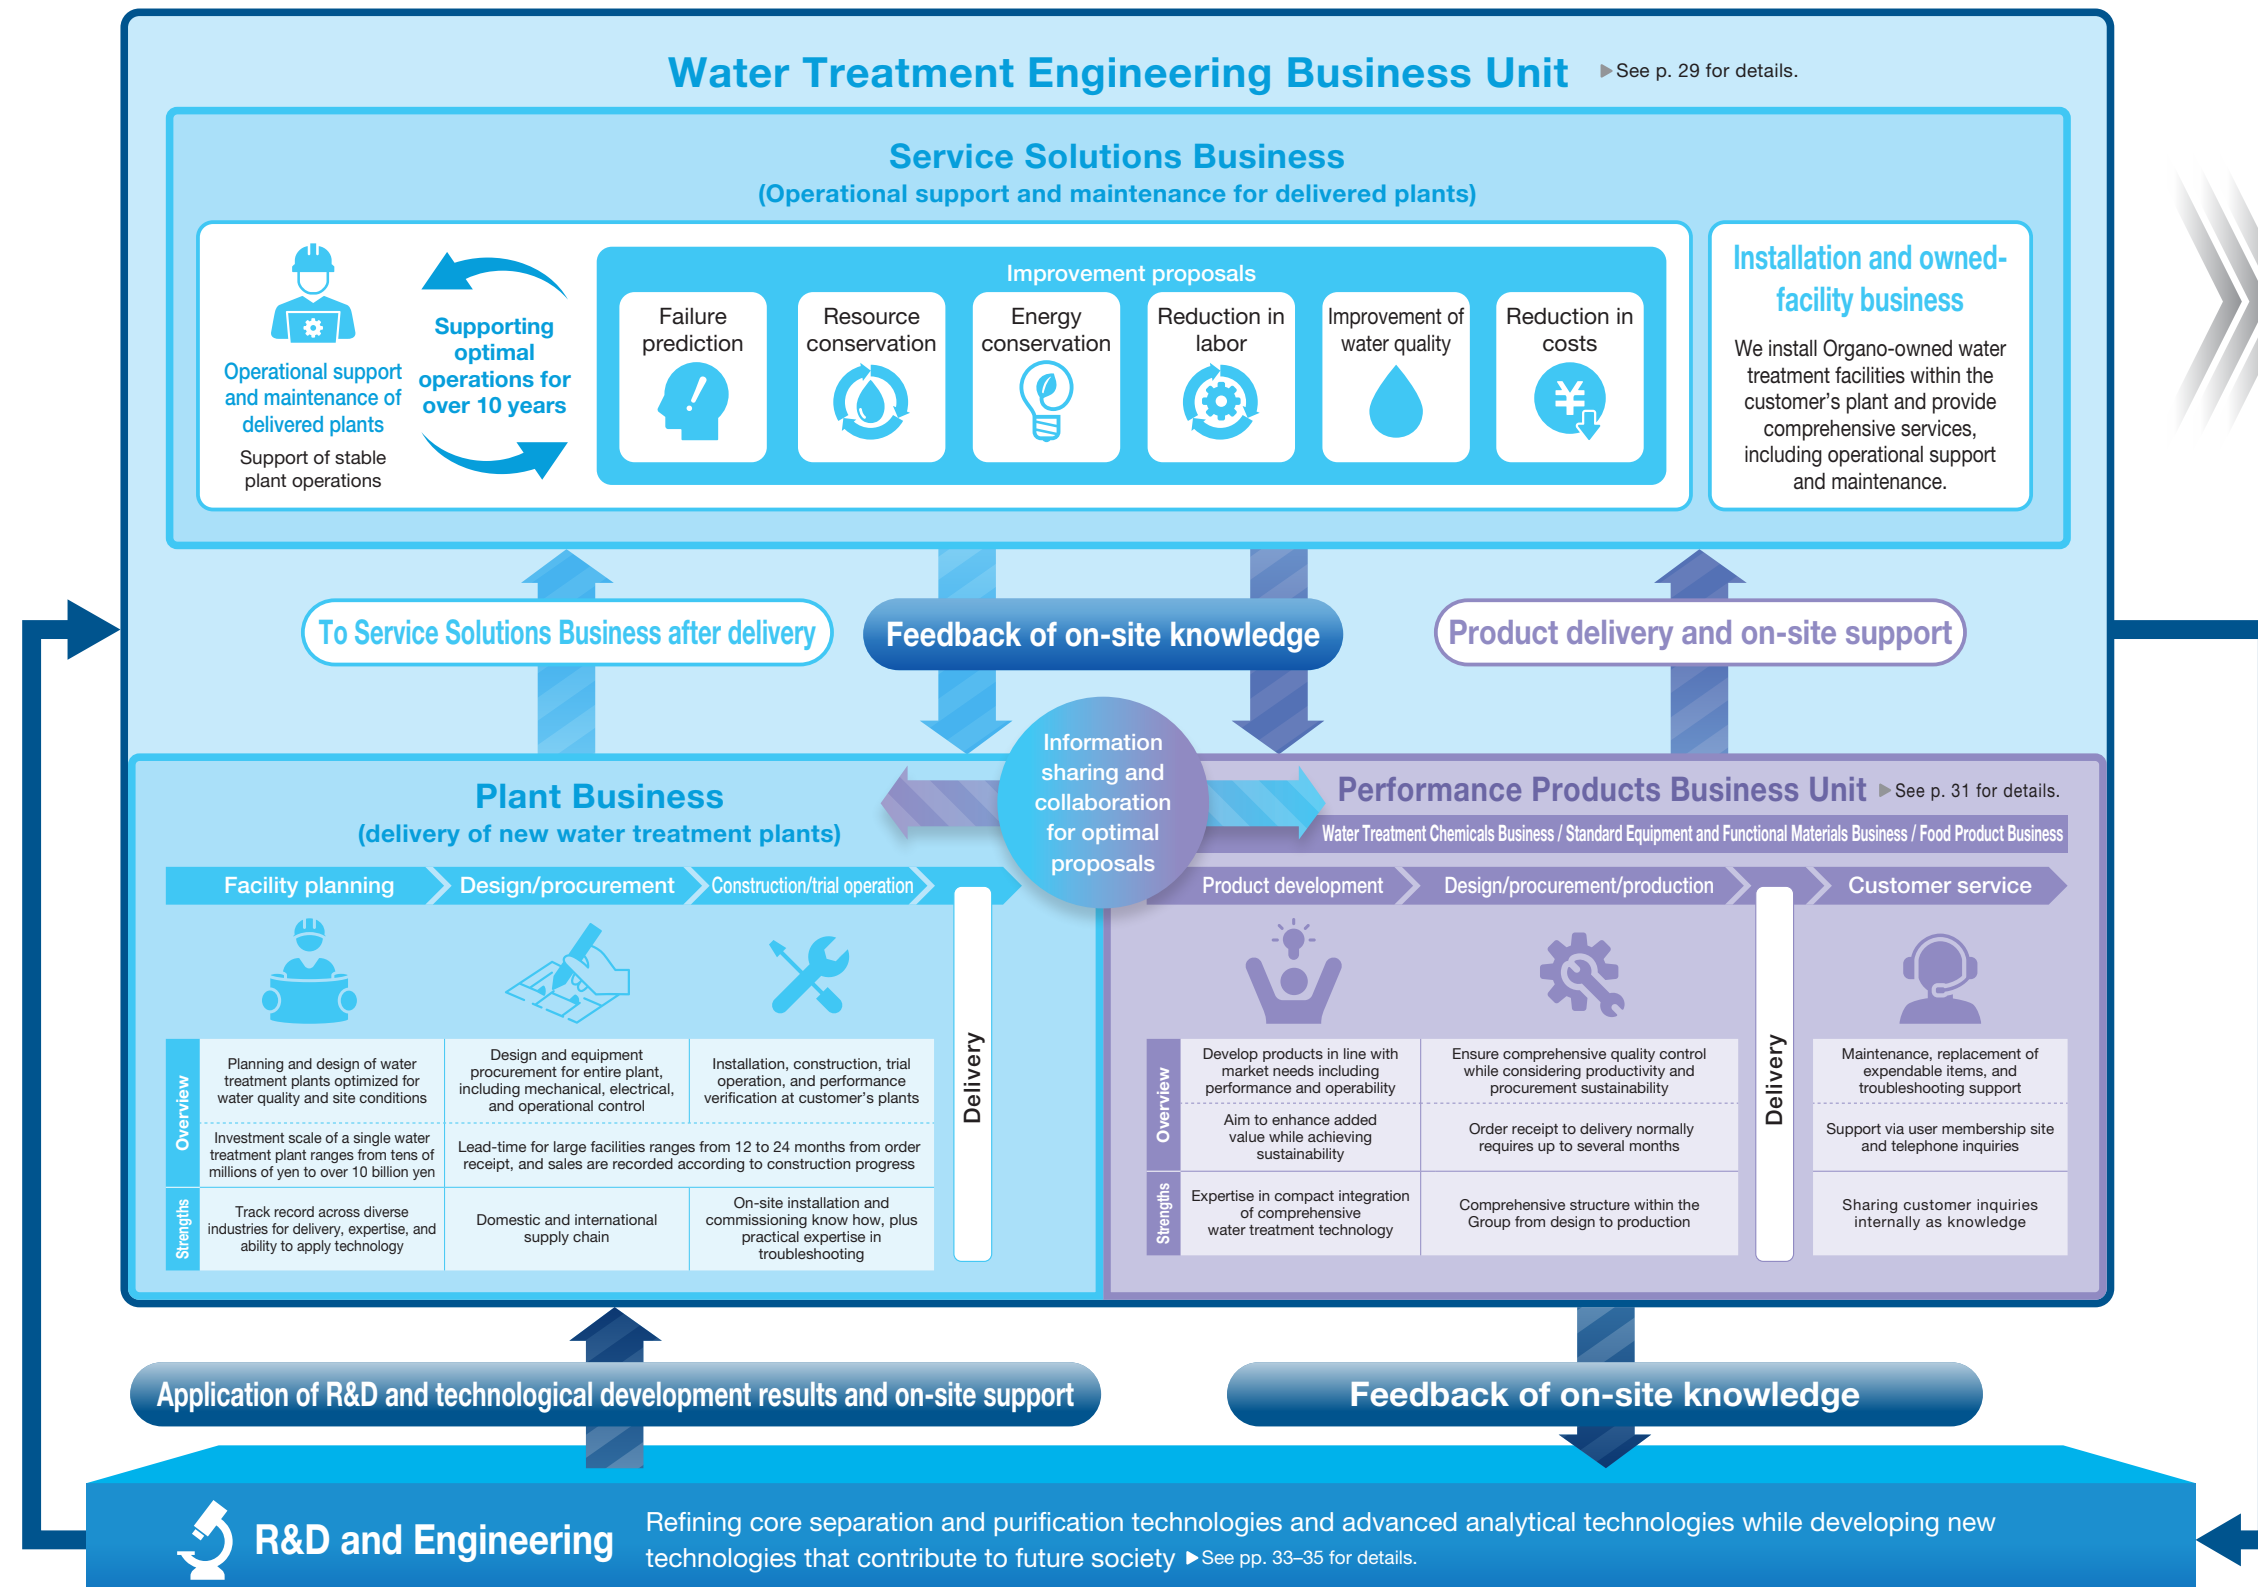 Water Treatment Engineering Business Unit
▶See p. 29 for details.
Service Solutions Business
(Operational support and maintenance for delivered plants)
Operational support
and maintenance of
delivered plants
Support of stable
plant operations
Supporting
optimal
operations for
over 10 years
Improvement proposals
Failure
prediction
Resource
conservation
Energy
conservation
Reduction in
labor
Improvement of
water quality
Reduction in
costs
¥
Installation and owned-
facility business
We install Organo-owned water
treatment facilities within the
customer's plant and provide
comprehensive services,
including operational support
and maintenance.
To Service Solutions Business after delivery
Feedback of on-site knowledge
Product delivery and on-site support
Information
sharing and
collaboration
for optimal
proposals
Plant Business
(delivery of new water treatment plants)
Facility planning
Design/procurement
Construction/trial operation
Delivery
Overview
Planning and design of water
treatment plants optimized for
water quality and site conditions
Design and equipment
procurement for entire plant,
including mechanical, electrical,
and operational control
Installation, construction, trial
operation, and performance
verification at customer's plants
Investment scale of a single water
treatment plant ranges from tens of
millions of yen to over 10 billion yen
Lead-time for large facilities ranges from 12 to 24 months from order
receipt, and sales are recorded according to construction progress
Strengths
Track record across diverse
industries for delivery, expertise, and
ability to apply technology
Domestic and international
supply chain
On-site installation and
commissioning know how, plus
practical expertise in
troubleshooting
Performance Products Business Unit
▶See p. 31 for details.
Water Treatment Chemicals Business / Standard Equipment and Functional Materials Business / Food Product Business
Product development
Design/procurement/production
Delivery
Customer service
Overview
Develop products in line with
market needs including
performance and operability
Ensure comprehensive quality control
while considering productivity and
procurement sustainability
Maintenance, replacement of
expendable items, and
troubleshooting support
Aim to enhance added
value while achieving
sustainability
Order receipt to delivery normally
requires up to several months
Support via user membership site
and telephone inquiries
Strengths
Expertise in compact integration
of comprehensive
water treatment technology
Comprehensive structure within the
Group from design to production
Sharing customer inquiries
internally as knowledge
Application of R&D and technological development results and on-site support
Feedback of on-site knowledge
R&D and Engineering
Refining core separation and purification technologies and advanced analytical technologies while developing new
technologies that contribute to future society ▶See pp. 33–35 for details.